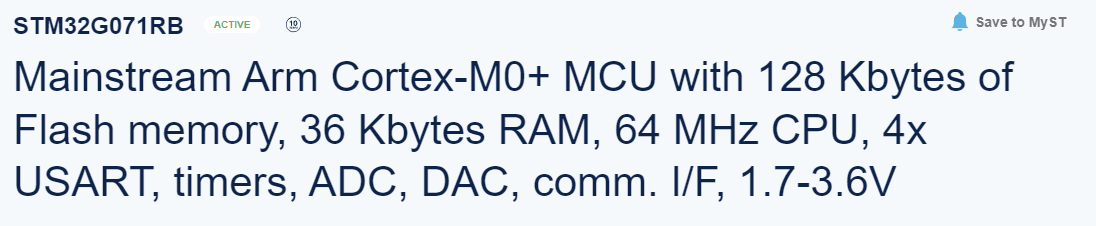 STM32G071RB ACTIVE 10 Save to MyST
Mainstream Arm Cortex-M0+ MCU with 128 Kbytes of
Flash memory, 36 Kbytes RAM, 64 MHz CPU, 4x
USART, timers, ADC, DAC, comm. I/F, 1.7-3.6V